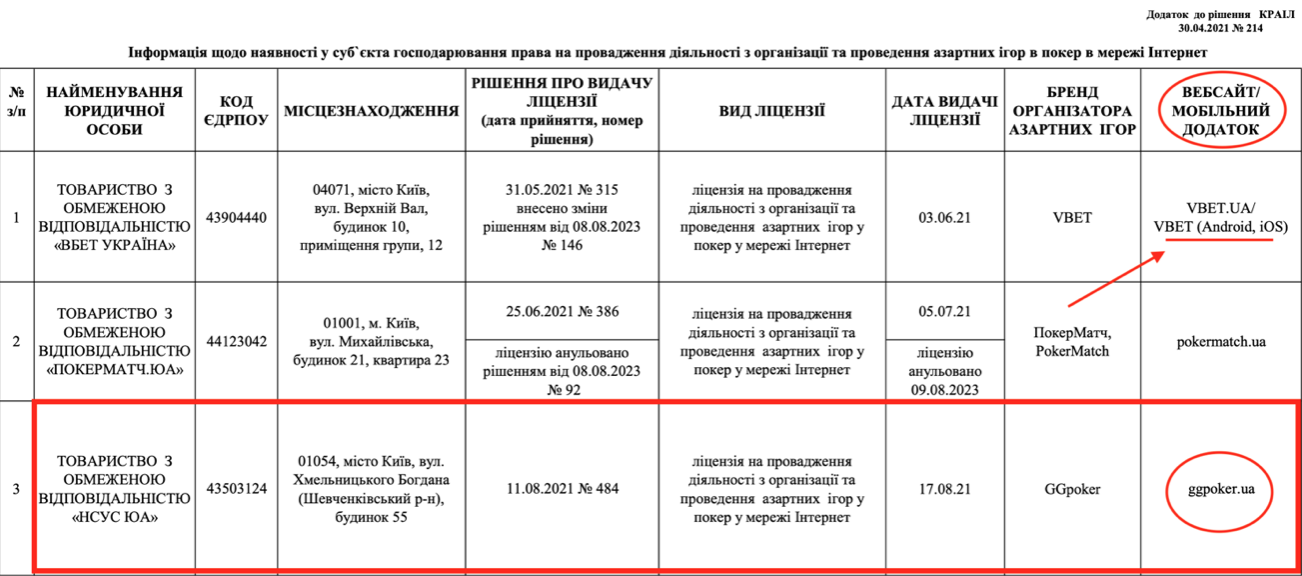 Додаток до рішення КРАІЛ
30.04.2021 № 214
Інформація щодо наявності у суб`єкта господарювання права на провадження діяльності з організації та проведення азартних ігор в покер в мережі Інтернет
№
з/п
НАЙМЕНУВАННЯ
ЮРИДИЧНОЇ
ОСОБИ
КОД
ЄДРПОУ
МІСЦЕЗНАХОДЖЕННЯ
РІШЕННЯ ПРО ВИДАЧУ
ЛІЦЕНЗІЇ
(дата прийняття, номер
рішення)
ВИД ЛІЦЕНЗІЇ
ДАТА ВИДАЧІ
ЛІЦЕНЗІЇ
БРЕНД
ОРГАНІЗАТОРА
АЗАРТНИХ ІГОР
ВЕБСАЙТ/
МОБІЛЬНИЙ
ДОДАТОК
1
ТОВАРИСТВО З
ОБМЕЖЕНОЮ
ВІДПОВІДАЛЬНІСТЮ
«ВБЕТ УКРАЇНА»
43904440
04071, місто Київ,
вул. Верхній Вал,
будинок 10,
приміщення групи, 12
31.05.2021 № 315
внесено зміни
рішенням від 08.08.2023
№ 146
ліцензія на провадження
діяльності з організації та
проведення азартних ігор у
покер у мережі Інтернет
03.06.21
VBET
VBET.UA/
VBET (Android, iOS)
2
ТОВАРИСТВО З
ОБМЕЖЕНОЮ
ВІДПОВІДАЛЬНІСТЮ
«ПОКЕРМАТЧ.ЮА»
44123042
01001, м. Київ,
вул. Михайлівська,
будинок 21, квартира 23
25.06.2021 № 386
ліцензію анульовано
рішенням від 08.08.2023
№ 92
ліцензія на провадження
діяльності з організації та
проведення азартних ігор у
покер у мережі Інтернет
05.07.21
ліцензію
анульовано
09.08.2023
ПокерМатч,
PokerMatch
pokermatch.ua
3
ТОВАРИСТВО З
ОБМЕЖЕНОЮ
ВІДПОВІДАЛЬНІСТЮ
«НСУС ЮА»
43503124
01054, місто Київ, вул.
Хмельницького Богдана
(Шевченківський р-н),
будинок 55
11.08.2021 № 484
ліцензія на провадження
діяльності з організації та
проведення азартних ігор у
покер у мережі Інтернет
17.08.21
GGpoker
ggpoker.ua